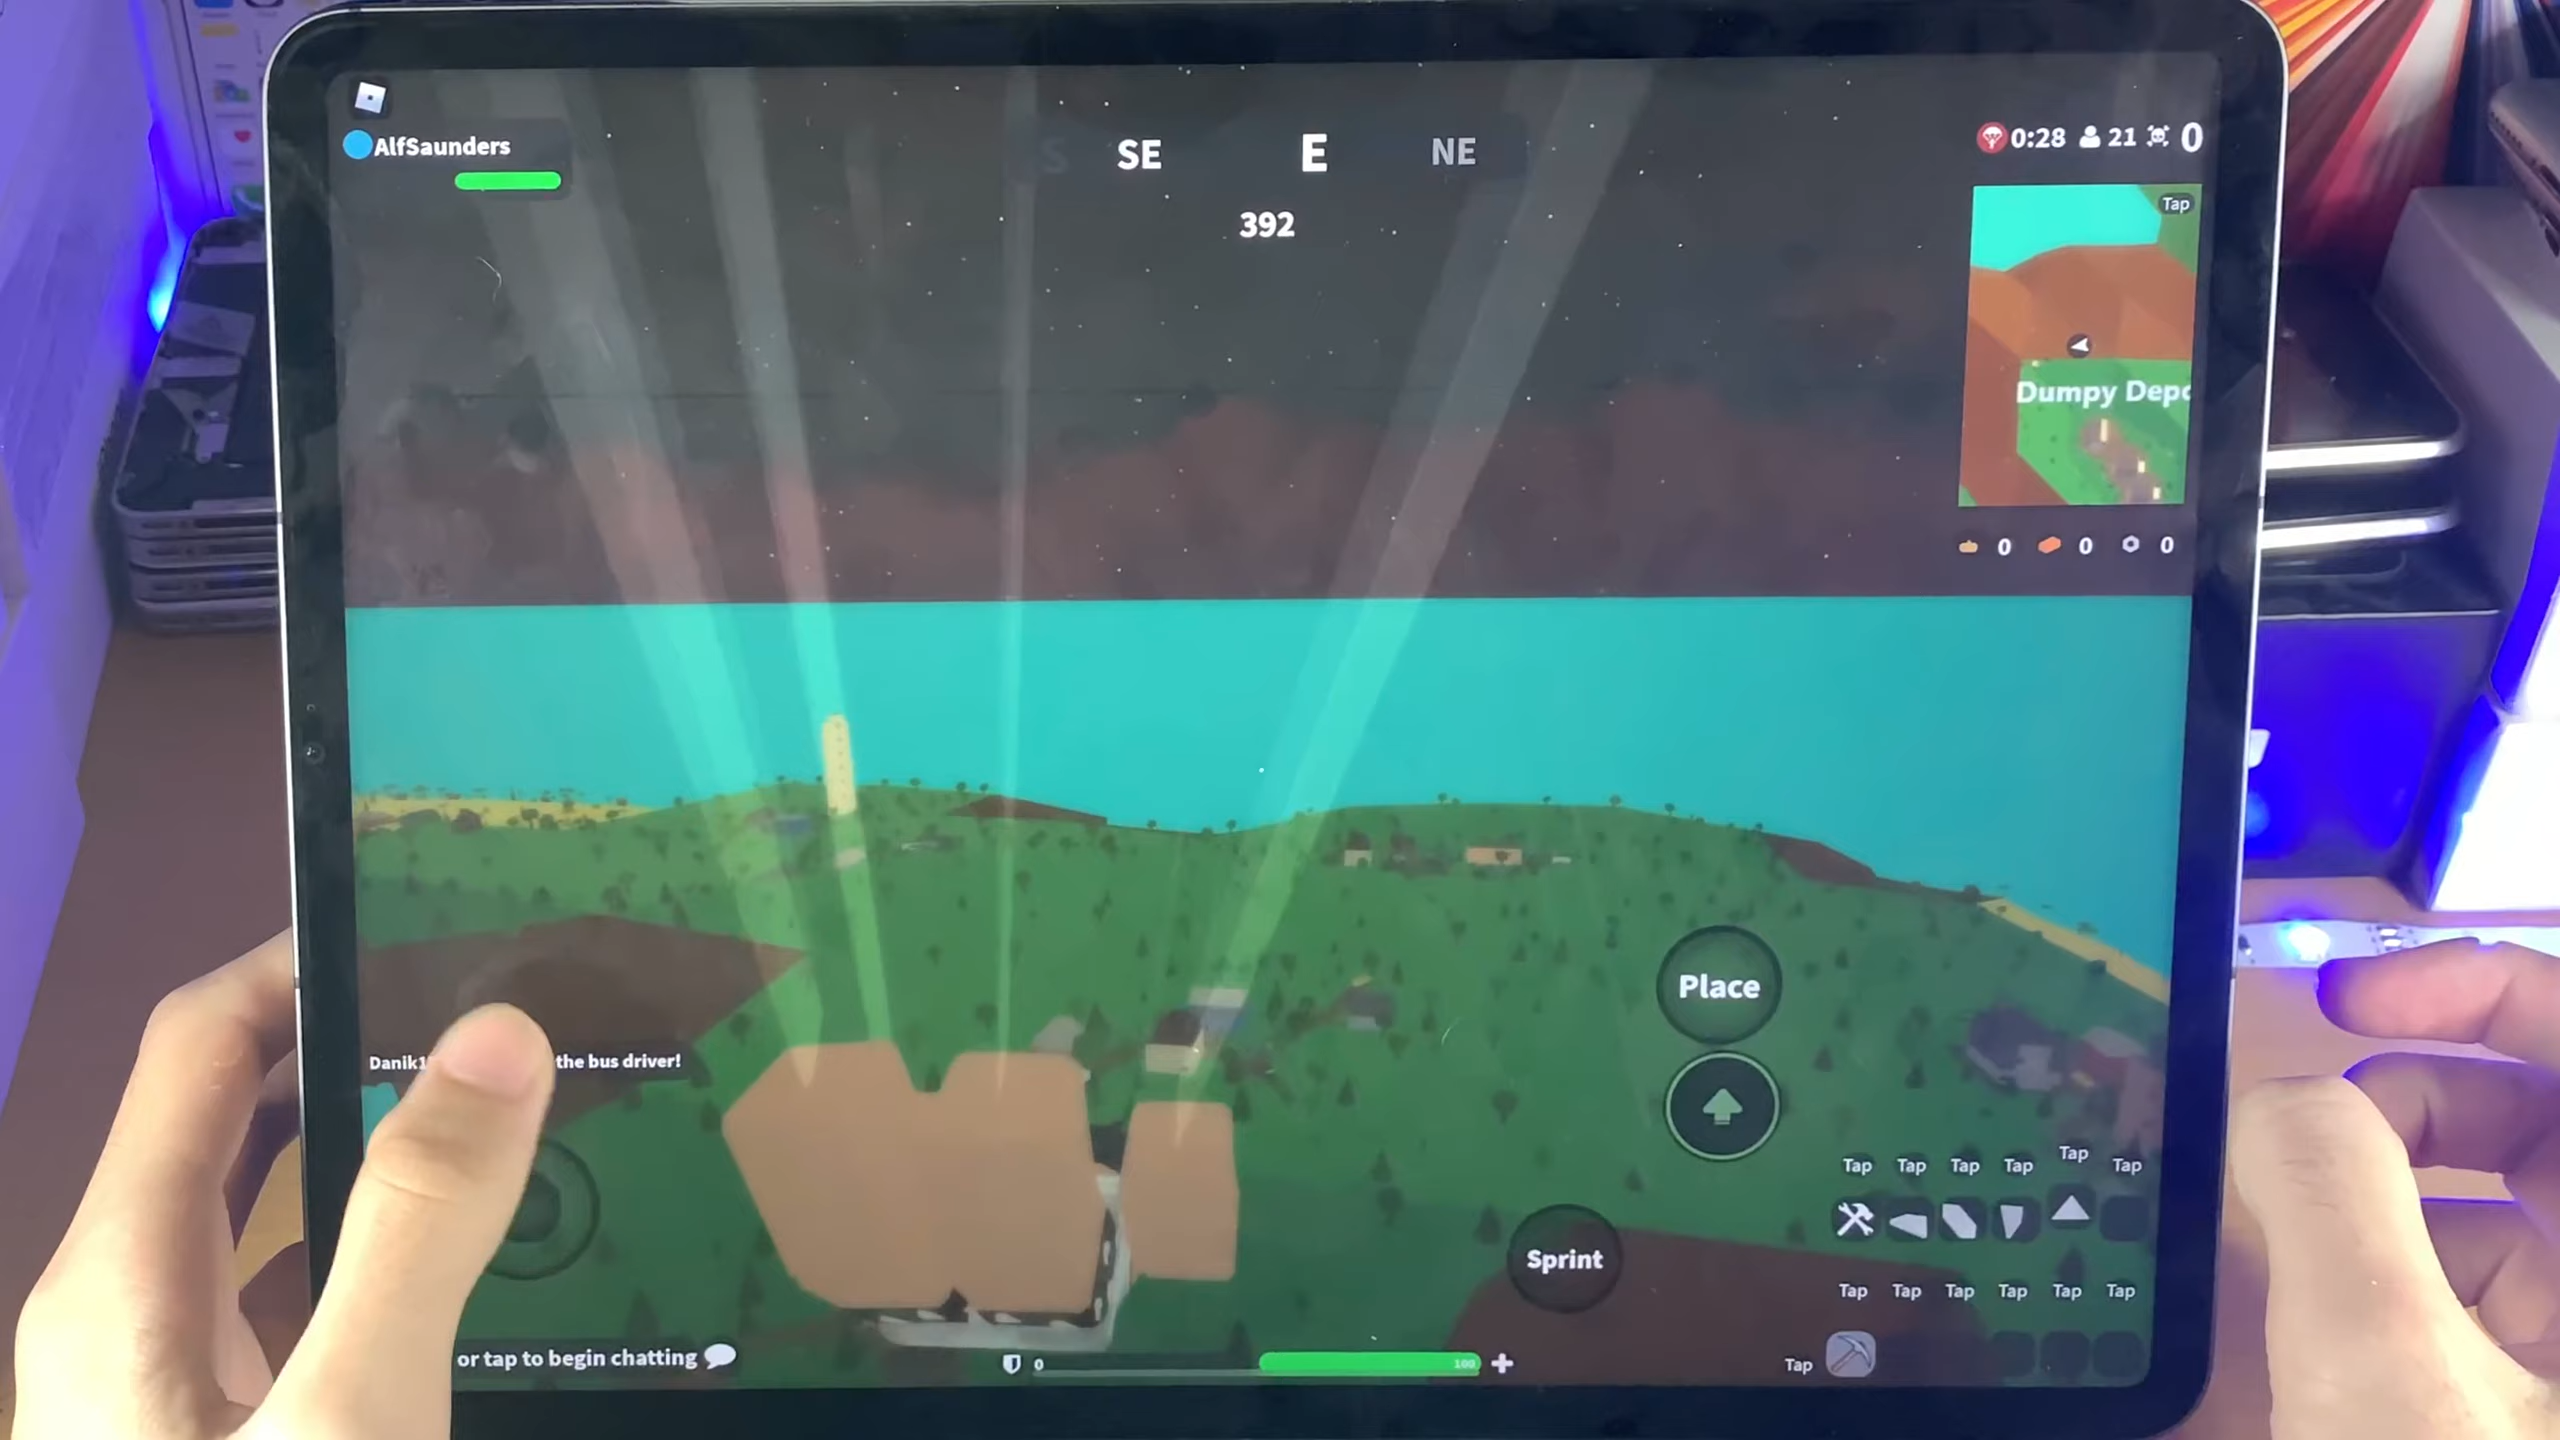 AlfSaunders
S SE E NE
392
0:28 21 0
Tap
Dumpy Depo
0 0 0
Danik1
the bus driver!
Place
Sprint
Tap Tap Tap Tap Tap Tap
Tap Tap Tap Tap Tap Tap
Tap
or tap to begin chatting
0
100